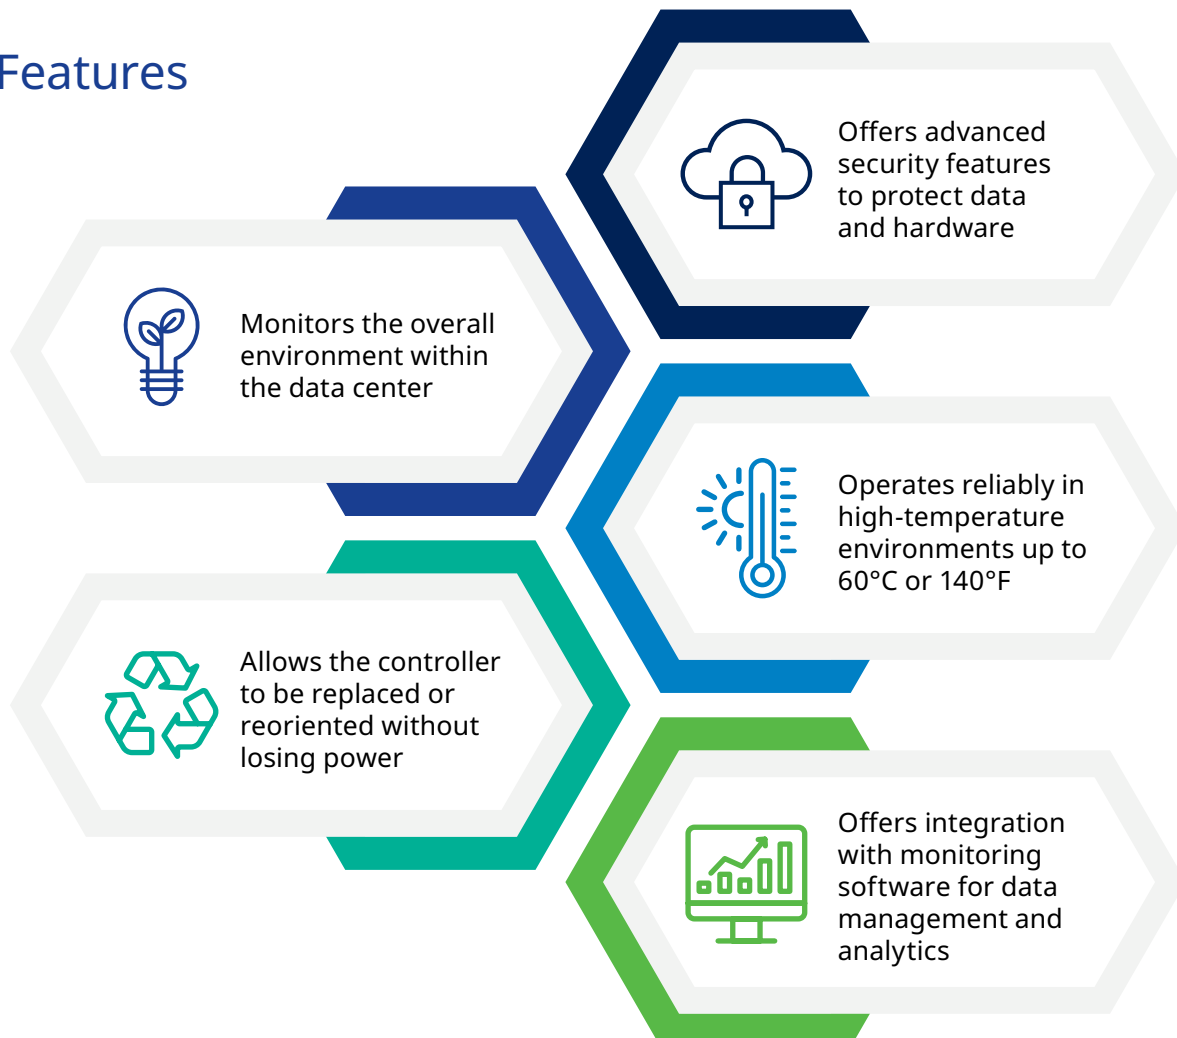 Features
Offers advanced
security features
to protect data
and hardware
Monitors the overall
environment within
the data center
Operates reliably in
high-temperature
environments up to
60°C or 140°F
Allows the controller
to be replaced or
reoriented without
losing power
Offers integration
with monitoring
software for data
management and
analytics